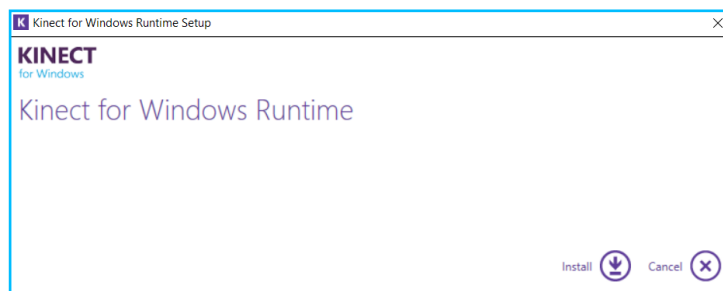 K Kinect for Windows Runtime Setup
KINECT
for Windows
Kinect for Windows Runtime
Install Cancel